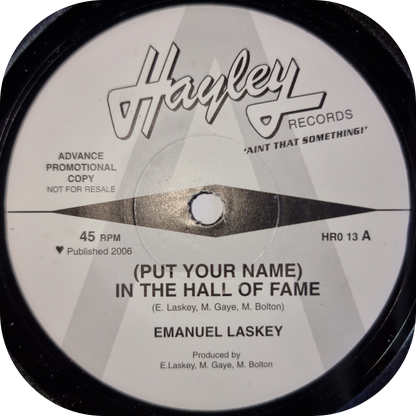 Hayley
RECORDS
'AINT THAT SOMETHING!'
ADVANCE
PROMOTIONAL
COPY
NOT FOR RESALE
45 RPM
HR0 13 A
♥ Published 2006
(PUT YOUR NAME)
IN THE HALL OF FAME
(E. Laskey, M. Gaye, M. Bolton)
EMANUEL LASKEY
Produced by
E.Laskey, M. Gaye, M. Bolton